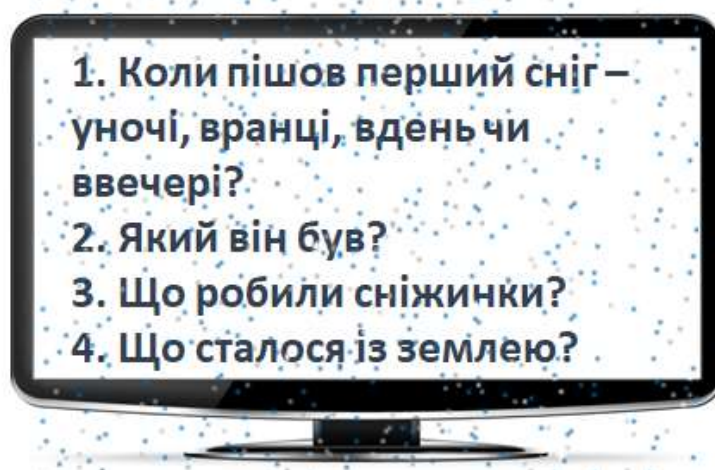 1. Коли пішов перший сніг –
уночі, вранці, вдень чи
ввечері?
2. Який він був?
3. Що робили сніжинки?
4. Що сталося із землею?